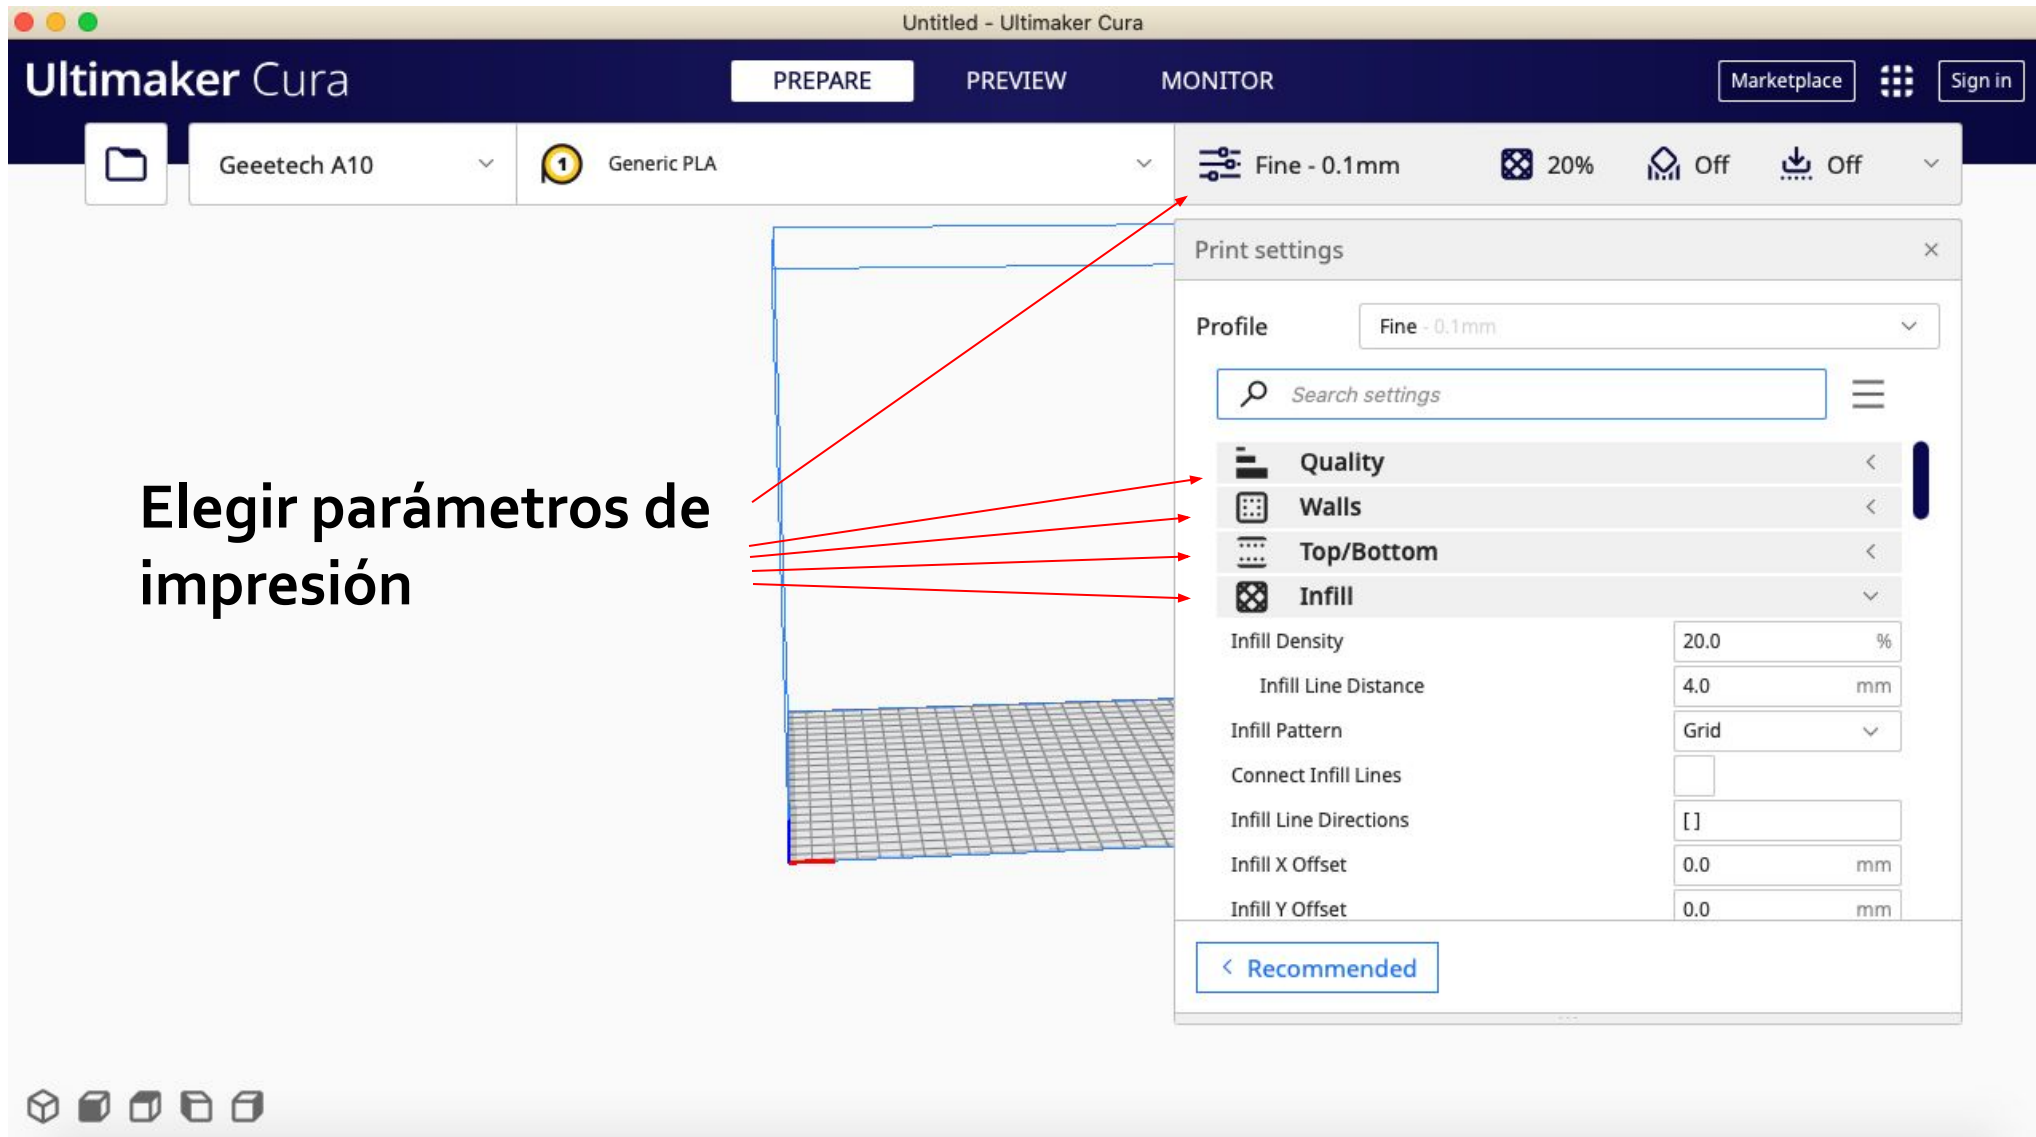 Untitled - Ultimaker Cura
Ultimaker Cura
PREPARE
PREVIEW
MONITOR
Marketplace
Sign in
Geeetech A10
1
Generic PLA
Fine - 0.1mm
20%
Off
Off
Print settings
Profile
Fine - 0.1mm
Search settings
Quality
Walls
Top/Bottom
Infill
Infill Density
20.0 %
Infill Line Distance
4.0 mm
Infill Pattern
Grid
Connect Infill Lines
Infill Line Directions
[ ]
Infill X Offset
0.0 mm
Infill Y Offset
0.0 mm
Recommended
Elegir parámetros de
impresión